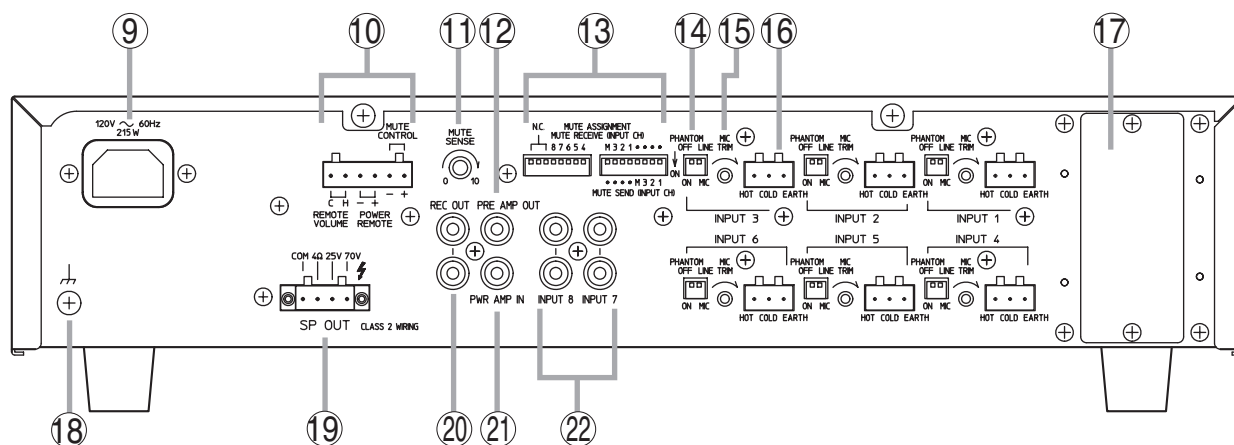 9 10 11 12 13 14 15 16 17
120V ~ 60Hz
215W
MUTE
CONTROL
C H - + - +
REMOTE
VOLUME
POWER
REMOTE
MUTE
SENSE
0 10
N.C. MUTE ASSIGNMENT
MUTE RECEIVE (INPUT CH)
8 7 6 5 4 M 3 2 1 • • • •
ON
• • • • M 3 2 1
MUTE SEND (INPUT CH)
PHANTOM MIC
OFF LINE TRIM
ON MIC
HOT COLD EARTH
INPUT 3
PHANTOM MIC
OFF LINE TRIM
ON MIC
HOT COLD EARTH
INPUT 2
PHANTOM MIC
OFF LINE TRIM
ON MIC
HOT COLD EARTH
INPUT 1
REC OUT PRE AMP OUT
PWR AMP IN
INPUT 8 INPUT 7
INPUT 6
PHANTOM MIC
OFF LINE TRIM
ON MIC
HOT COLD EARTH
INPUT 5
PHANTOM MIC
OFF LINE TRIM
ON MIC
HOT COLD EARTH
INPUT 4
PHANTOM MIC
OFF LINE TRIM
ON MIC
HOT COLD EARTH
COM 4Ω 25V 70V
SP OUT CLASS 2 WIRING
18 19 20 21 22